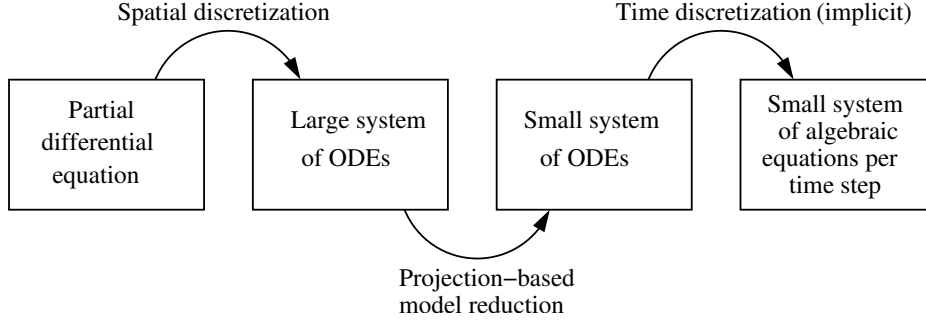 Spatial discretization
Time discretization (implicit)
Partial
differential
equation
Large system
of ODEs
Small system
of ODEs
Small system
of algebraic
equations per
time step
Projection−based
model reduction